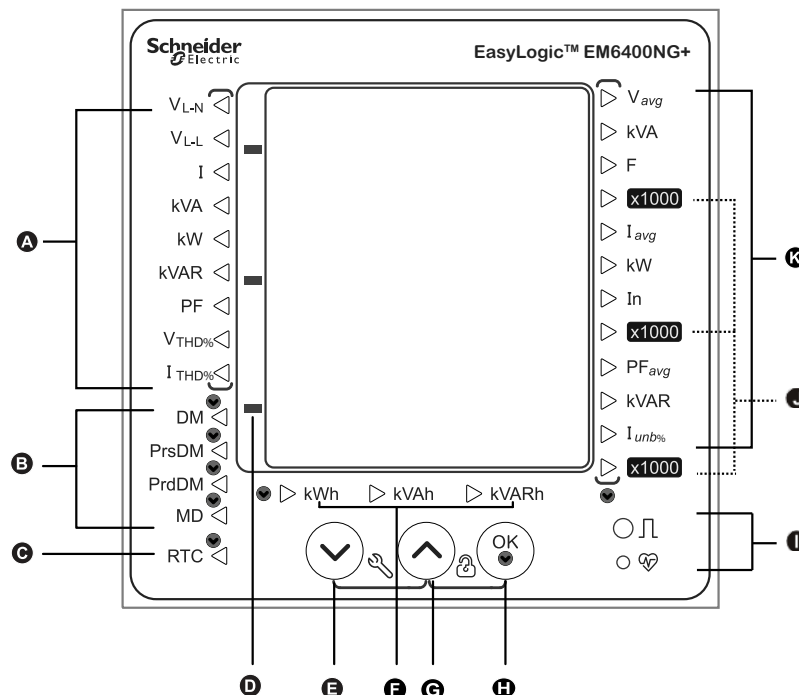 Schneider
Electric
EasyLogic™ EM6400NG+
VL-N
VL-L
I
kVA
kW
kVAR
PF
VTHD%
I THD%
DM
PrsDM
PrdDM
MD
RTC
Vavg
kVA
F
x1000
Iavg
kW
In
x1000
PFavg
kVAR
Iunb%
x1000
kWh kVAh kVARh
OK
A
B
C
D
E
F
G
H
I
J
K